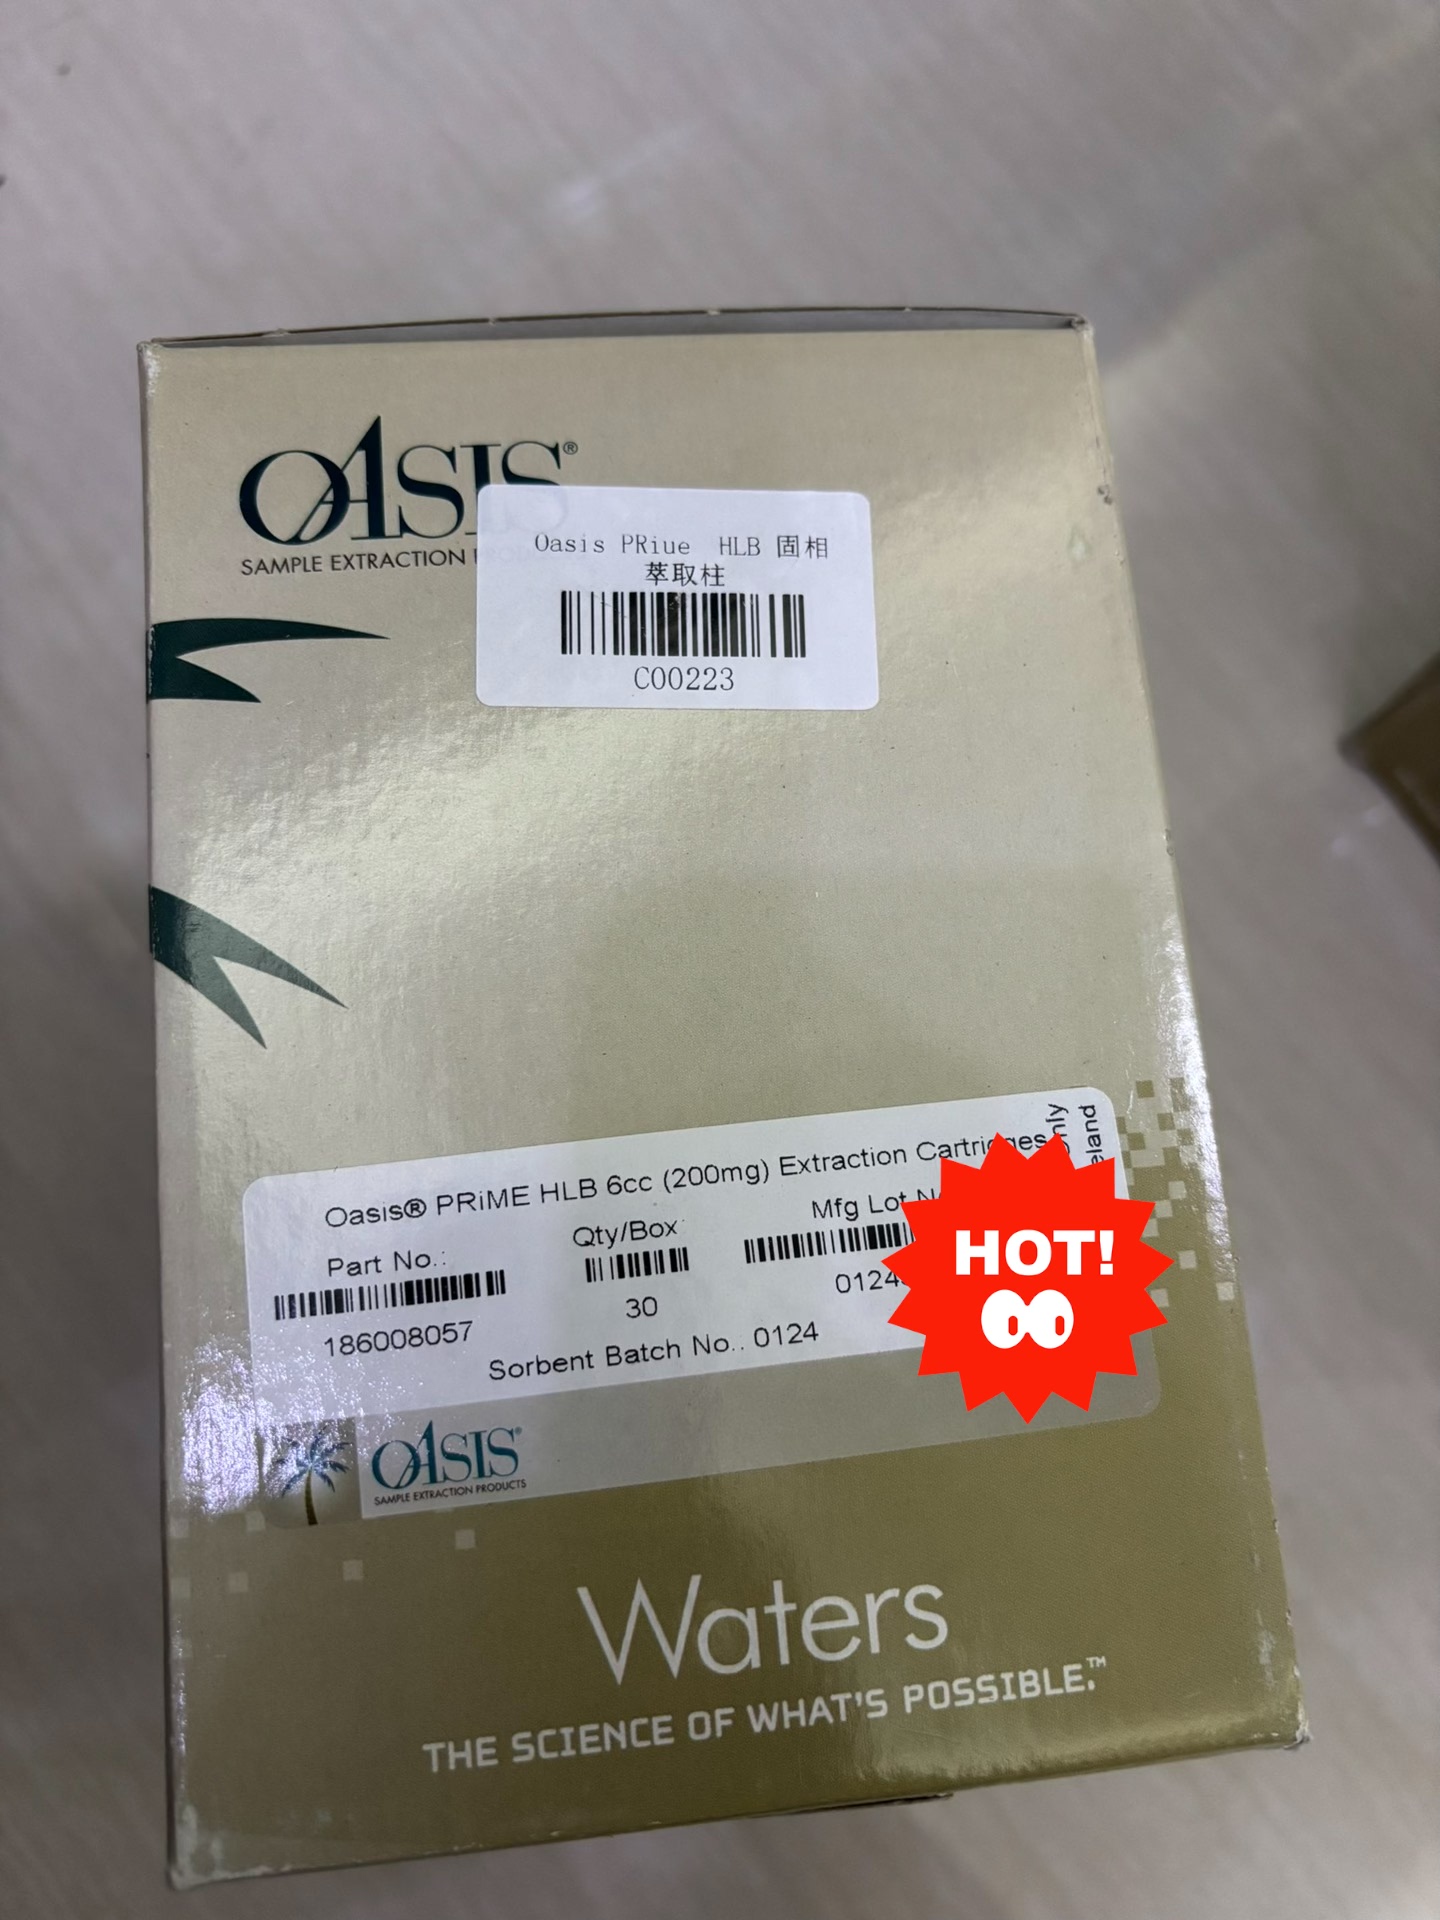 OASIS®
SAMPLE EXTRACTION
Oasis PRiue HLB 固相
萃取柱
C00223
Oasis® PRiME HLB 6cc (200mg) Extraction Cartridges
Part No.:
186008057
Qty/Box
30
Mfg Lot
0124
Sorbent Batch No.. 0124
HOT!
OASIS®
SAMPLE EXTRACTION PRODUCTS
Waters
THE SCIENCE OF WHAT'S POSSIBLE.™